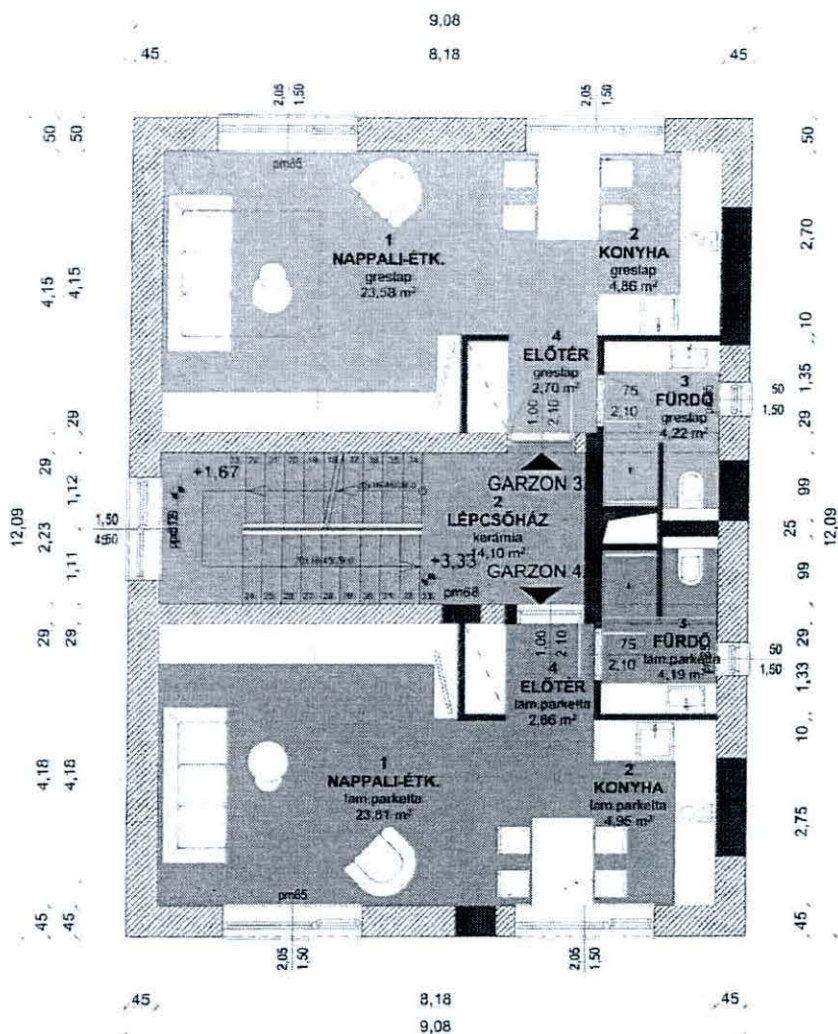 9,08
45 8,18 45
2,05 1,50
2,05 1,50
50 50
50
pm85
1
NAPPALI-ÉTK.
greslap
23,58 m²
2
KONYHA
greslap
4,86 m²
4,15 4,15
2,70
10
4
ELŐTÉR
greslap
2,70 m²
1,00
2,10
75
2,10
3
FÜRDŐ
greslap
4,22 m²
1,35
50
1,50
29
29 29
+1,67
GARZON 3.
2
LÉPCSŐHÁZ
kerámia
14,10 m²
GARZON 4.
+3,33
pm68
12,09
2,23
1,12
1,11
1,50
99
25
99
12,09
29 29
29
1,00
2,10
75
2,10
3
FÜRDŐ
lam.parketta
4,19 m²
50
1,50
1,33
4
ELŐTÉR
lam.parketta
2,66 m²
10
4,18 4,18
1
NAPPALI-ÉTK.
lam.parketta
23,81 m²
2
KONYHA
lam.parketta
4,95 m²
2,75
pm85
45 45
45
2,05 1,50
2,05 1,50
45 8,18 45
9,08